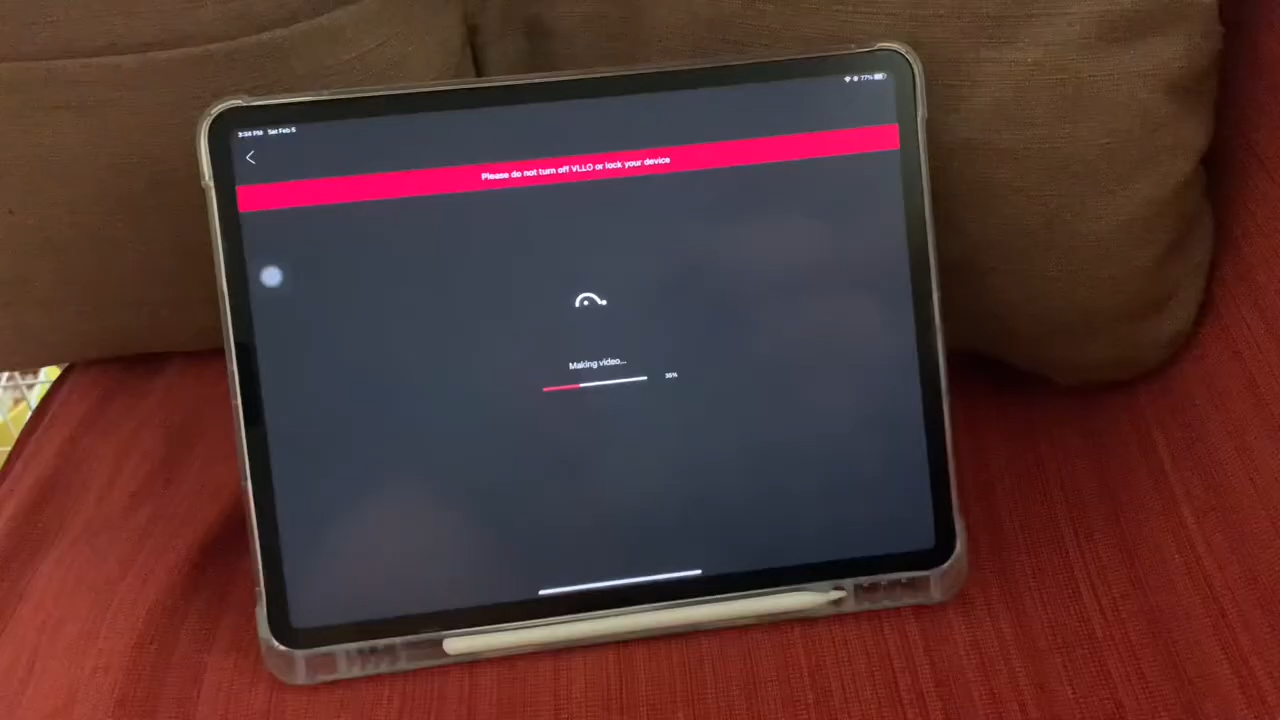 3:34 PM Sat Feb 5
77%
Please do not turn off VLLO or lock your device
Making video...
35%